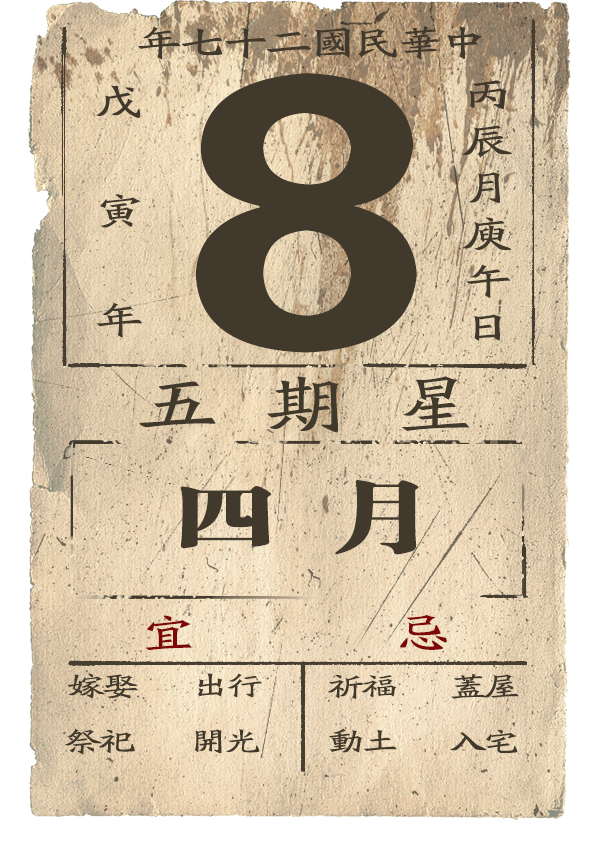 中華民國二十七年
丙辰月庚午日
8
戊寅年
星期五
四月
宜 忌
嫁娶 出行 祈福 蓋屋
祭祀 開光 動土 入宅